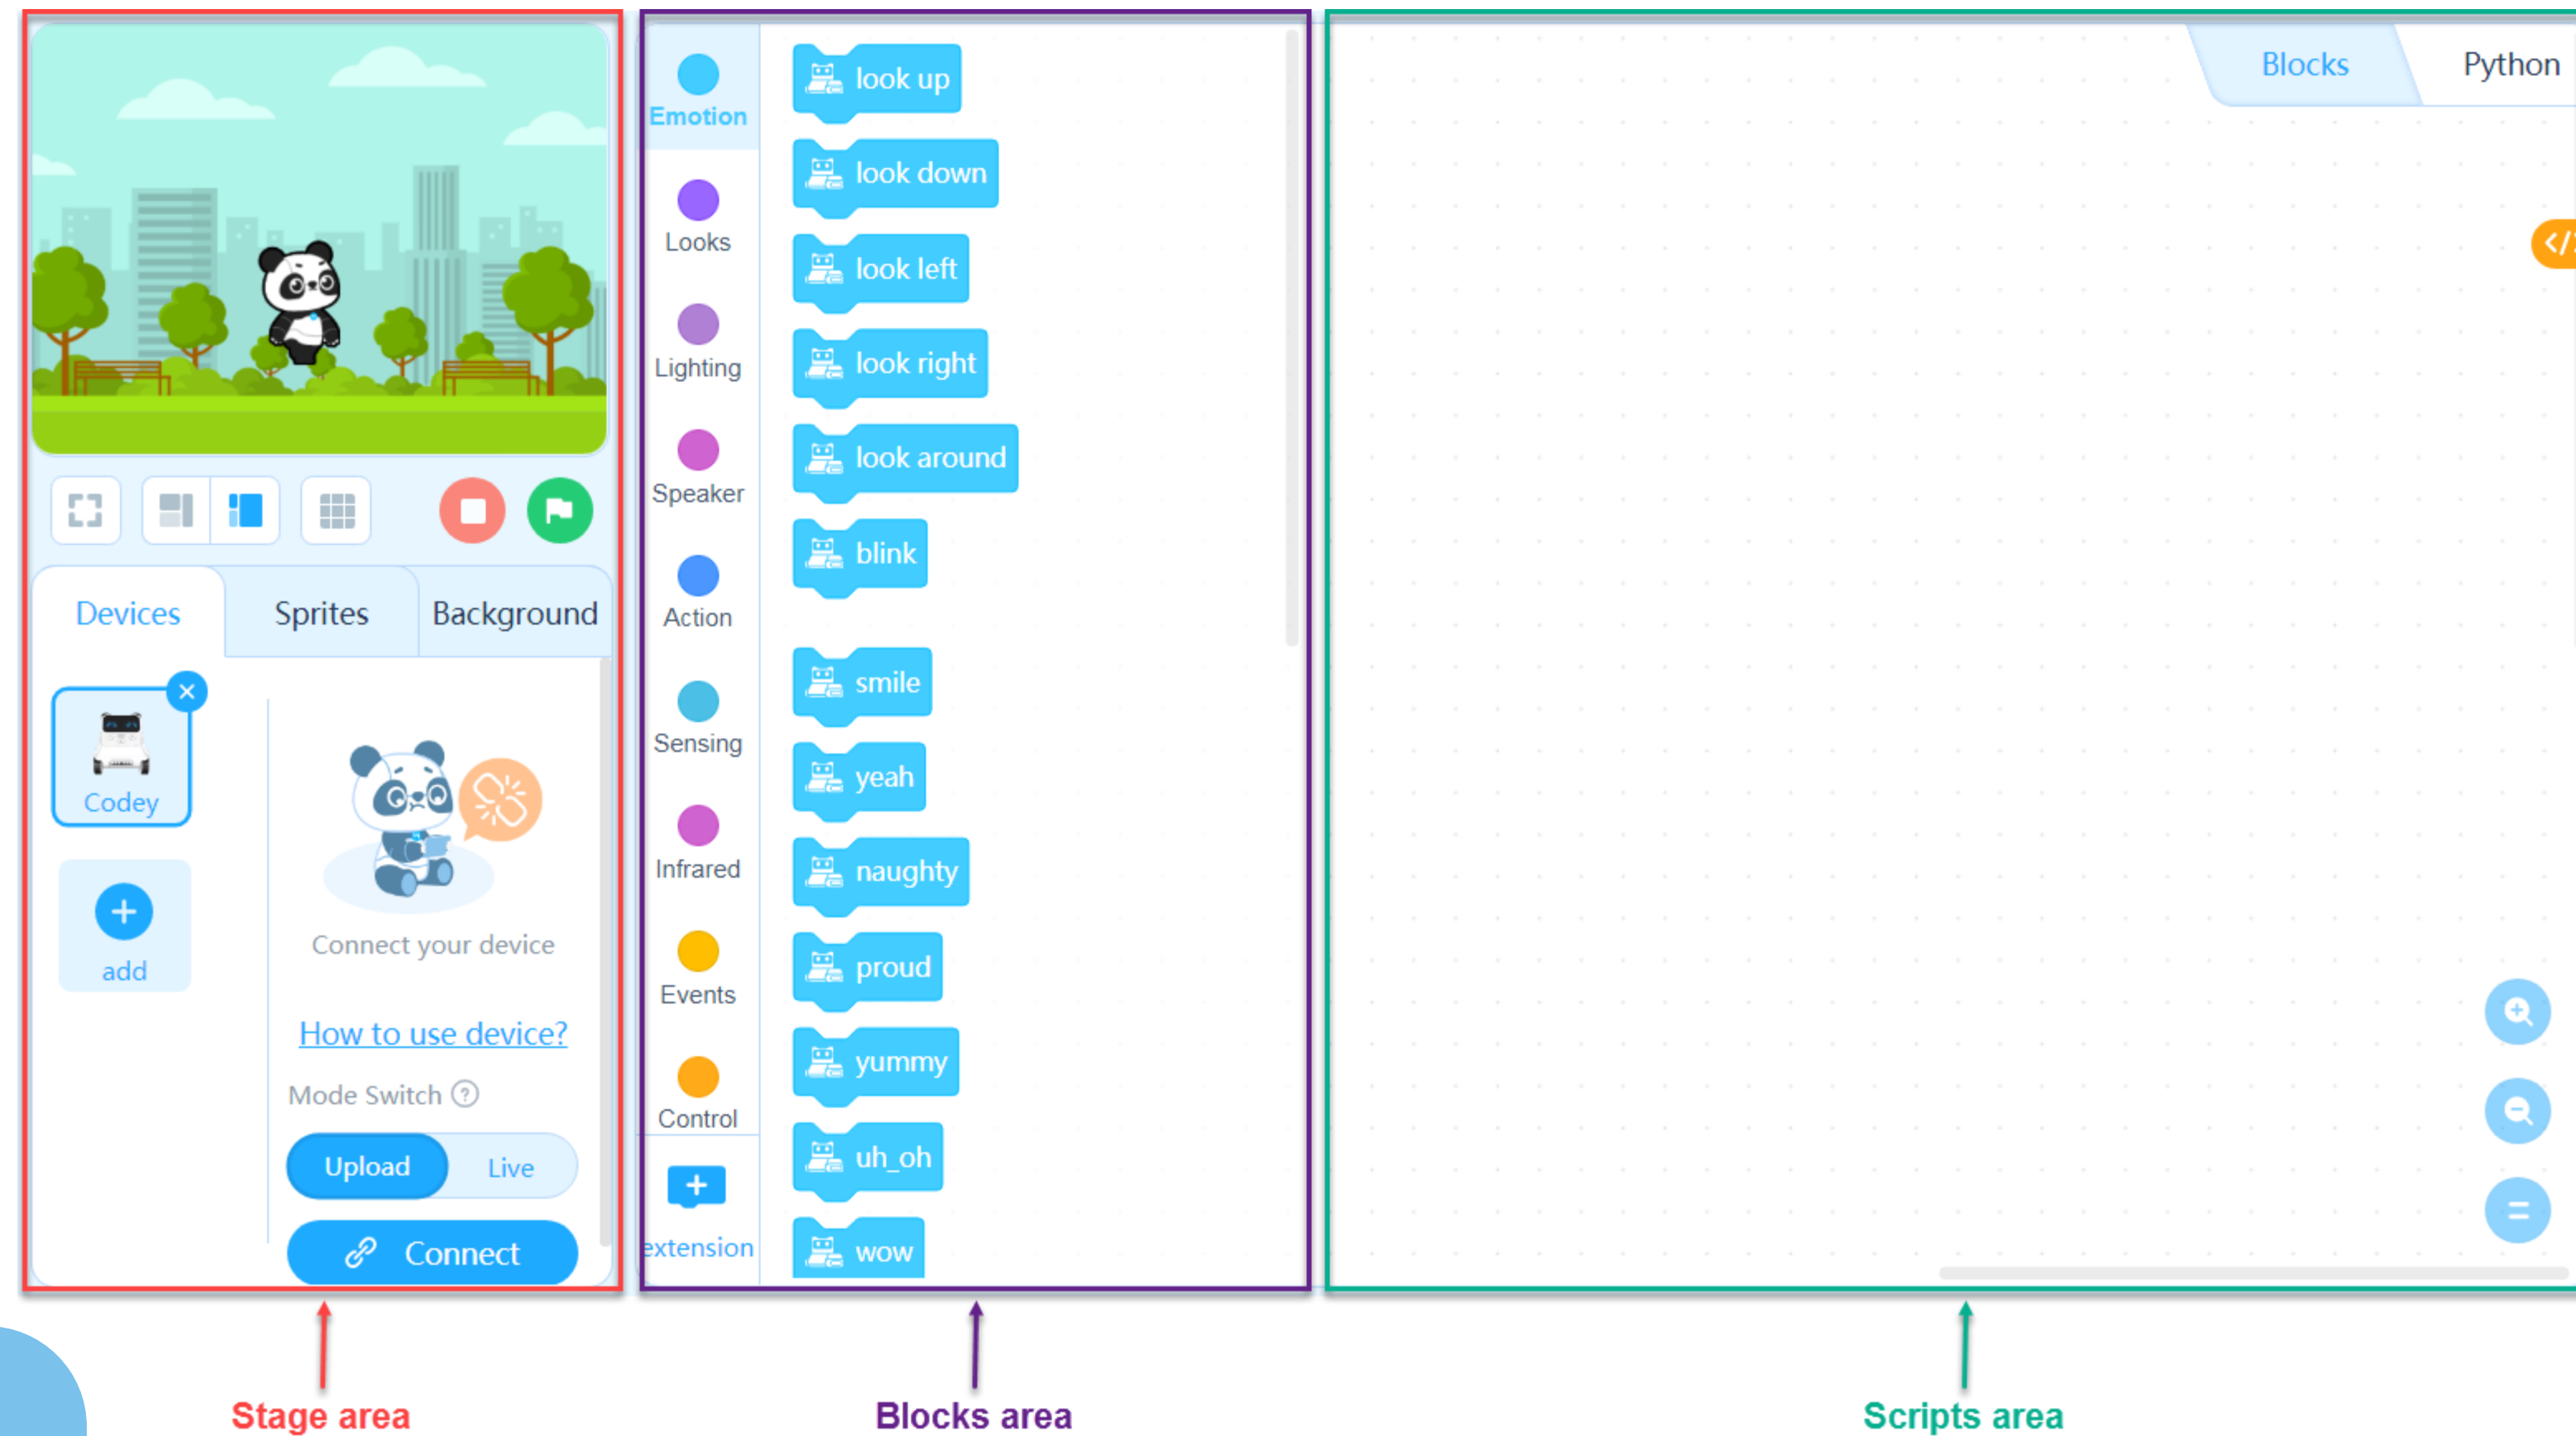 Devices
Sprites
Background
Codey
add
Connect your device
How to use device?
Mode Switch ?
Upload
Live
Connect
Emotion
Looks
Lighting
Speaker
Action
Sensing
Infrared
Events
Control
extension
look up
look down
look left
look right
look around
blink
smile
yeah
naughty
proud
yummy
uh_oh
wow
Blocks
Python
Stage area
Blocks area
Scripts area